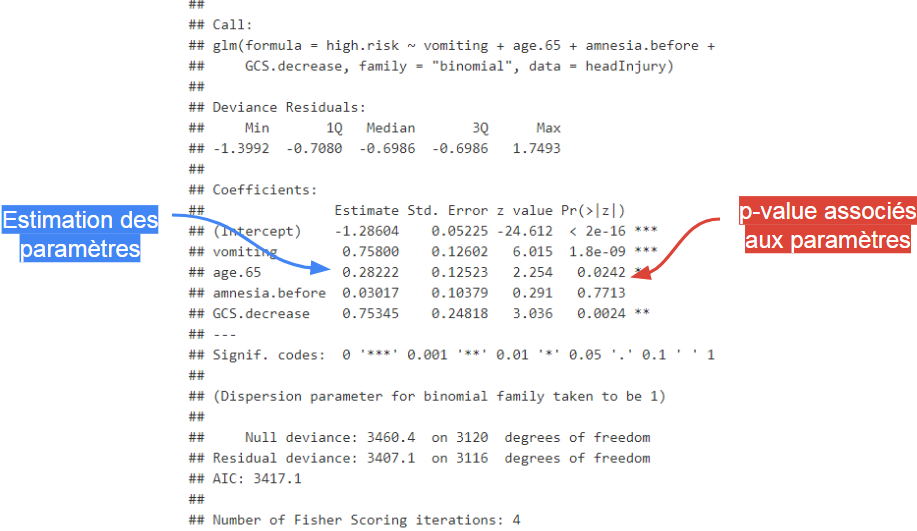 ##
## Call:
## glm(formula = high.risk ~ vomiting + age.65 + amnesia.before +
##     GCS.decrease, family = "binomial", data = headInjury)
##
## Deviance Residuals:
##     Min       1Q   Median       3Q      Max
## -1.3992  -0.7080  -0.6986  -0.6986   1.7493
##
## Coefficients:
##                Estimate Std. Error z value Pr(>|z|)
## (Intercept)    -1.28604    0.05225 -24.612  < 2e-16 ***
## vomiting        0.75800    0.12602   6.015  1.8e-09 ***
## age.65          0.28222    0.12523   2.254   0.0242 *
## amnesia.before  0.03017    0.10379   0.291   0.7713
## GCS.decrease    0.75345    0.24818   3.036   0.0024 **
## ---
## Signif. codes:  0 '***' 0.001 '**' 0.01 '*' 0.05 '.' 0.1 ' ' 1
##
## (Dispersion parameter for binomial family taken to be 1)
##
##     Null deviance: 3460.4  on 3120  degrees of freedom
## Residual deviance: 3407.1  on 3116  degrees of freedom
## AIC: 3417.1
##
## Number of Fisher Scoring iterations: 4
Estimation des
paramètres
p-value associés
aux paramètres